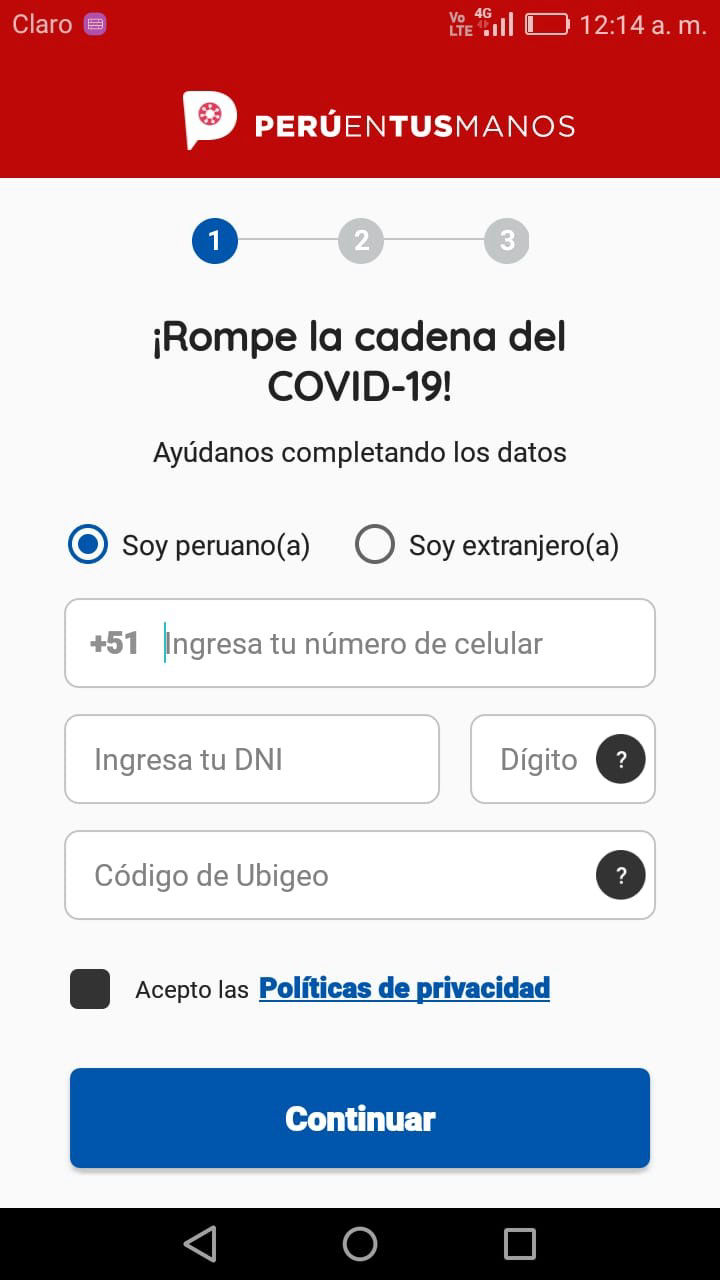 Claro Vo LTE 4G 12:14 a. m.
PERÚENTUSMANOS
1 2 3
¡Rompe la cadena del
COVID-19!
Ayúdanos completando los datos
Soy peruano(a) Soy extranjero(a)
+51 Ingresa tu número de celular
Ingresa tu DNI Dígito ?
Código de Ubigeo ?
Acepto las Políticas de privacidad
Continuar